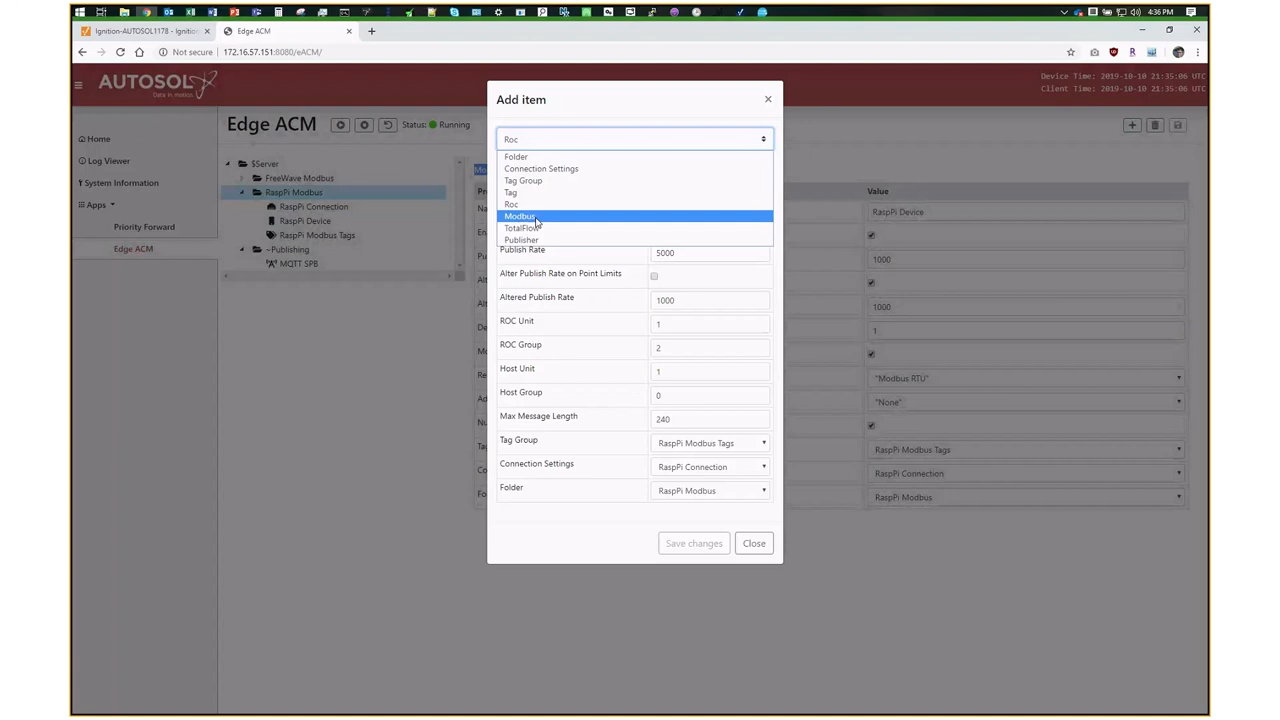 4:36 PM
Ignition-AUTOSOL1178 - Ignition
Edge ACM
Not secure
172.16.57.151:8080/eACM/
AUTOSOL
Data in motion.
Device Time: 2019-10-10 21:35:06 UTC
Client Time: 2019-10-10 21:35:06 UTC
Home
Log Viewer
System Information
Apps
Priority Forward
Edge ACM
Edge ACM
Status: Running
$Server
FreeWave Modbus
RaspPi Modbus
RaspPi Connection
RaspPi Device
RaspPi Modbus Tags
~Publishing
MQTT SPB
Add item
Roc
Folder
Connection Settings
Tag Group
Tag
Roc
Modbus
TotalFlow
Publisher
Publish Rate
5000
Alter Publish Rate on Point Limits
Altered Publish Rate
1000
ROC Unit
1
ROC Group
2
Host Unit
1
Host Group
0
Max Message Length
240
Tag Group
RaspPi Modbus Tags
Connection Settings
RaspPi Connection
Folder
RaspPi Modbus
Save changes
Close
Value
RaspPi Device
1000
1000
1
"Modbus RTU"
"None"
RaspPi Modbus Tags
RaspPi Connection
RaspPi Modbus